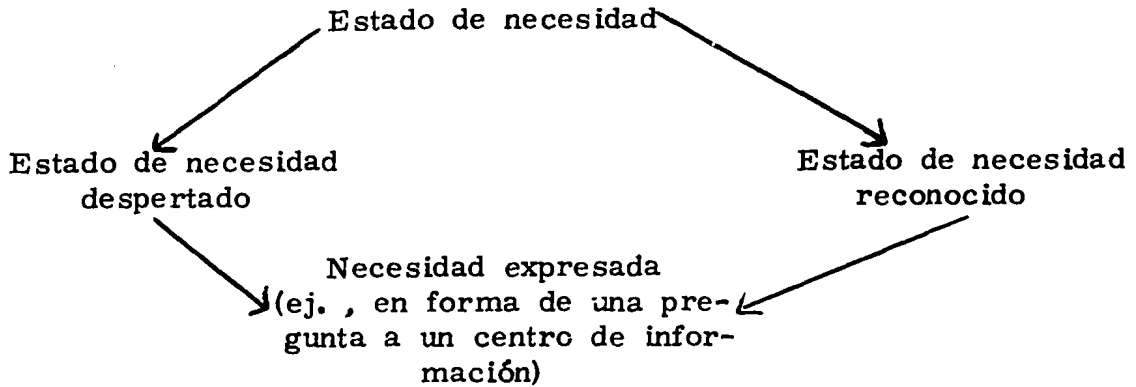 Estado de necesidad
Estado de necesidad
despertado
Estado de necesidad
reconocido
Necesidad expresada
(ej. , en forma de una pre-
gunta a un centro de infor-
mación)